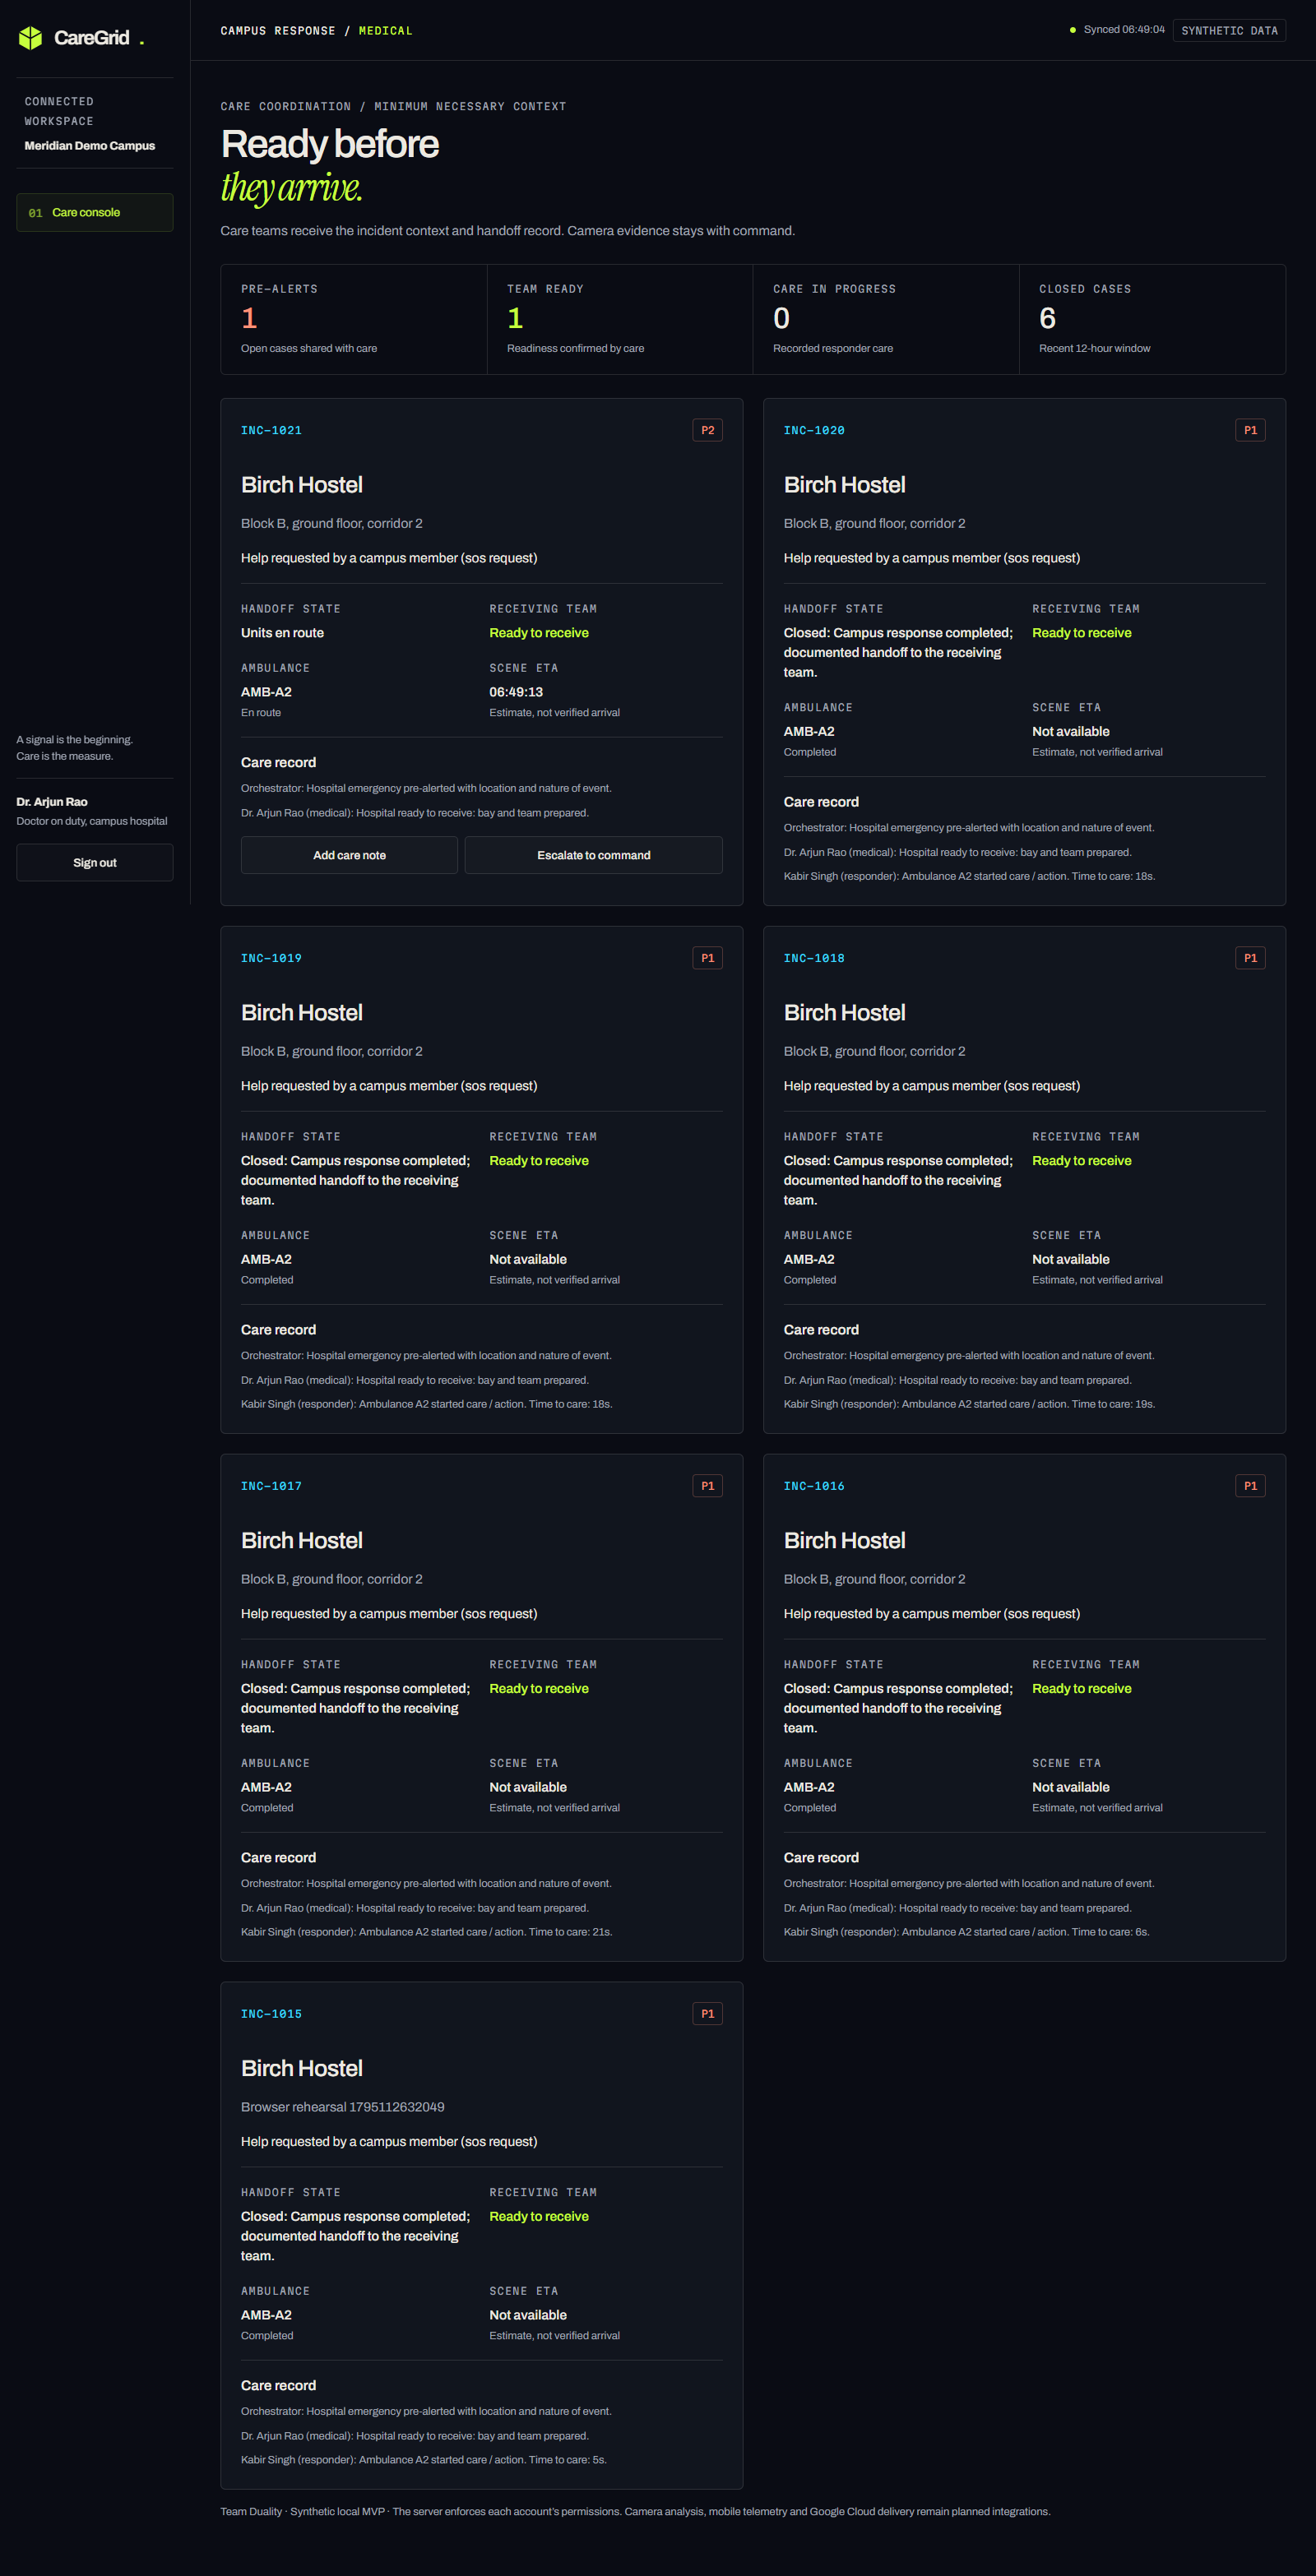 CareGrid .
CONNECTED
WORKSPACE
Meridian Demo Campus
01 Care console
A signal is the beginning.
Care is the measure.
Dr. Arjun Rao
Doctor on duty, campus hospital
Sign out
CAMPUS RESPONSE / MEDICAL
Synced 06:49:04
SYNTHETIC DATA
CARE COORDINATION / MINIMUM NECESSARY CONTEXT
Ready before
they arrive.
Care teams receive the incident context and handoff record. Camera evidence stays with command.
PRE-ALERTS
1
Open cases shared with care
TEAM READY
1
Readiness confirmed by care
CARE IN PROGRESS
0
Recorded responder care
CLOSED CASES
6
Recent 12-hour window
INC-1021
P2
Birch Hostel
Block B, ground floor, corridor 2
Help requested by a campus member (sos request)
HANDOFF STATE
Units en route
RECEIVING TEAM
Ready to receive
AMBULANCE
AMB-A2
En route
SCENE ETA
06:49:13
Estimate, not verified arrival
Care record
Orchestrator: Hospital emergency pre-alerted with location and nature of event.
Dr. Arjun Rao (medical): Hospital ready to receive: bay and team prepared.
Add care note
Escalate to command
INC-1020
P1
Birch Hostel
Block B, ground floor, corridor 2
Help requested by a campus member (sos request)
HANDOFF STATE
Closed: Campus response completed;
documented handoff to the receiving
team.
RECEIVING TEAM
Ready to receive
AMBULANCE
AMB-A2
Completed
SCENE ETA
Not available
Estimate, not verified arrival
Care record
Orchestrator: Hospital emergency pre-alerted with location and nature of event.
Dr. Arjun Rao (medical): Hospital ready to receive: bay and team prepared.
Kabir Singh (responder): Ambulance A2 started care / action. Time to care: 18s.
INC-1019
P1
Birch Hostel
Block B, ground floor, corridor 2
Help requested by a campus member (sos request)
HANDOFF STATE
Closed: Campus response completed;
documented handoff to the receiving
team.
RECEIVING TEAM
Ready to receive
AMBULANCE
AMB-A2
Completed
SCENE ETA
Not available
Estimate, not verified arrival
Care record
Orchestrator: Hospital emergency pre-alerted with location and nature of event.
Dr. Arjun Rao (medical): Hospital ready to receive: bay and team prepared.
Kabir Singh (responder): Ambulance A2 started care / action. Time to care: 18s.
INC-1018
P1
Birch Hostel
Block B, ground floor, corridor 2
Help requested by a campus member (sos request)
HANDOFF STATE
Closed: Campus response completed;
documented handoff to the receiving
team.
RECEIVING TEAM
Ready to receive
AMBULANCE
AMB-A2
Completed
SCENE ETA
Not available
Estimate, not verified arrival
Care record
Orchestrator: Hospital emergency pre-alerted with location and nature of event.
Dr. Arjun Rao (medical): Hospital ready to receive: bay and team prepared.
Kabir Singh (responder): Ambulance A2 started care / action. Time to care: 19s.
INC-1017
P1
Birch Hostel
Block B, ground floor, corridor 2
Help requested by a campus member (sos request)
HANDOFF STATE
Closed: Campus response completed;
documented handoff to the receiving
team.
RECEIVING TEAM
Ready to receive
AMBULANCE
AMB-A2
Completed
SCENE ETA
Not available
Estimate, not verified arrival
Care record
Orchestrator: Hospital emergency pre-alerted with location and nature of event.
Dr. Arjun Rao (medical): Hospital ready to receive: bay and team prepared.
Kabir Singh (responder): Ambulance A2 started care / action. Time to care: 21s.
INC-1016
P1
Birch Hostel
Block B, ground floor, corridor 2
Help requested by a campus member (sos request)
HANDOFF STATE
Closed: Campus response completed;
documented handoff to the receiving
team.
RECEIVING TEAM
Ready to receive
AMBULANCE
AMB-A2
Completed
SCENE ETA
Not available
Estimate, not verified arrival
Care record
Orchestrator: Hospital emergency pre-alerted with location and nature of event.
Dr. Arjun Rao (medical): Hospital ready to receive: bay and team prepared.
Kabir Singh (responder): Ambulance A2 started care / action. Time to care: 6s.
INC-1015
P1
Birch Hostel
Browser rehearsal 1795112632049
Help requested by a campus member (sos request)
HANDOFF STATE
Closed: Campus response completed;
documented handoff to the receiving
team.
RECEIVING TEAM
Ready to receive
AMBULANCE
AMB-A2
Completed
SCENE ETA
Not available
Estimate, not verified arrival
Care record
Orchestrator: Hospital emergency pre-alerted with location and nature of event.
Dr. Arjun Rao (medical): Hospital ready to receive: bay and team prepared.
Kabir Singh (responder): Ambulance A2 started care / action. Time to care: 5s.
Team Duality · Synthetic local MVP · The server enforces each account's permissions. Camera analysis, mobile telemetry and Google Cloud delivery remain planned integrations.